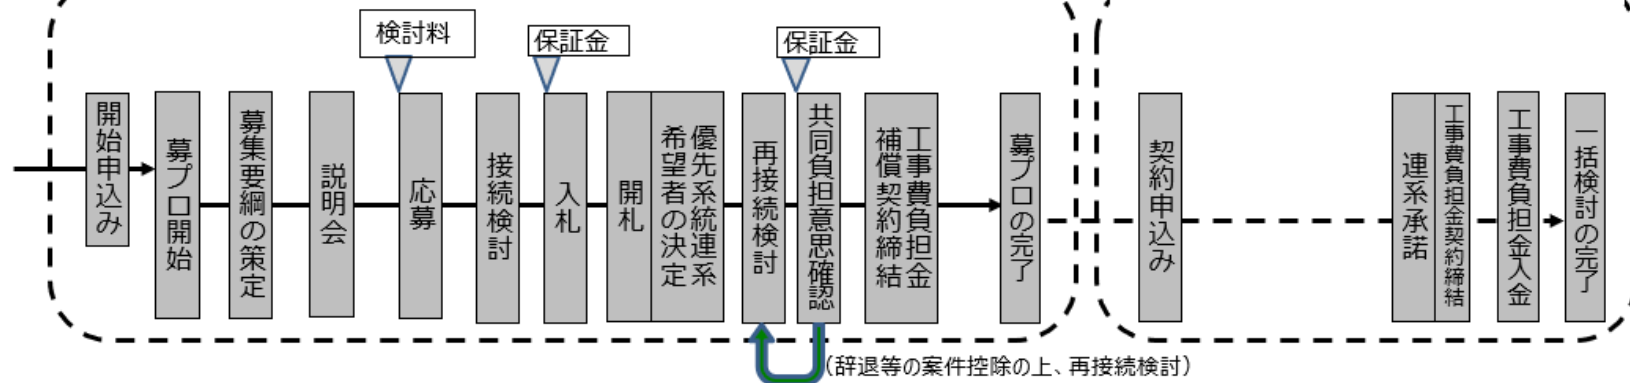 検討料
保証金
保証金
開始申込み
募プロ開始
募集要綱の策定
説明会
応募
接続検討
入札
開札
優先系統連系
希望者の決定
再接続検討
共同負担意思確認
工事費負担金
補償契約締結
募プロの完了
契約申込み
連系承諾
工事費負担金契約締結
工事費負担金入金
一括検討の完了
（辞退等の案件控除の上、再接続検討）